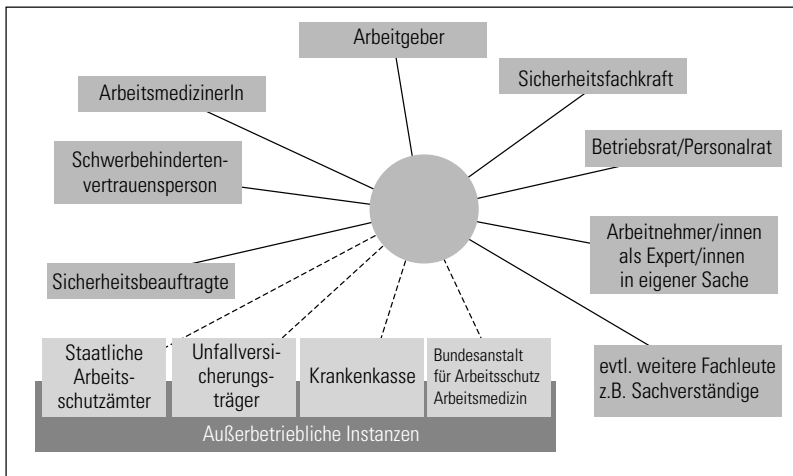 Arbeitgeber
Sicherheitsfachkraft
ArbeitsmedizinerIn
Betriebsrat/Personalrat
Schwerbehinderten-
vertrauensperson
Arbeitnehmer/innen
als Expert/innen
in eigener Sache
Sicherheitsbeauftragte
Staatliche
Arbeits-
schutzämter
Unfallversi-
cherungs-
träger
Krankenkasse
Bundesanstalt
für Arbeitsschutz
Arbeitsmedizin
evtl. weitere Fachleute
z.B. Sachverständige
Außerbetriebliche Instanzen